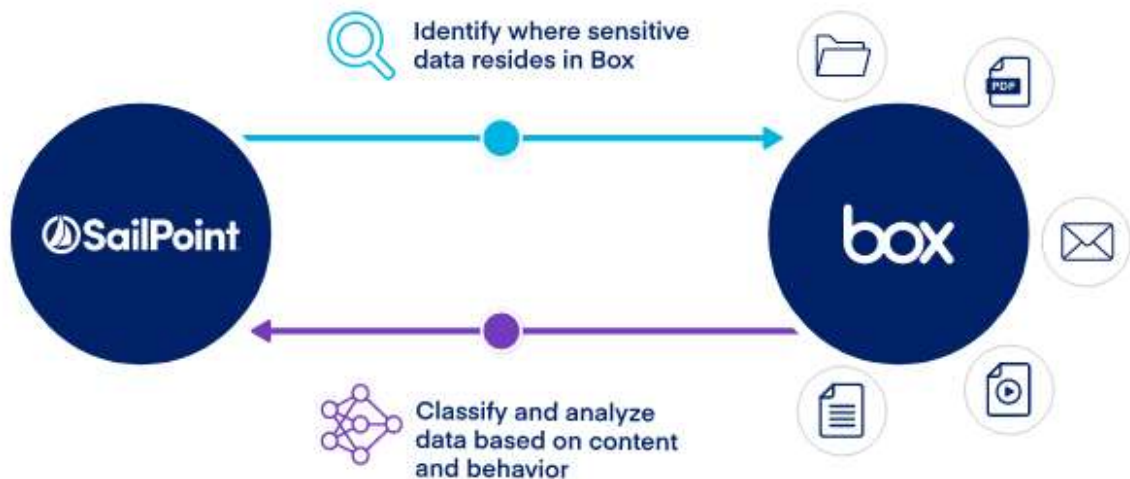 Identify where sensitive
data resides in Box
PDF
SailPoint
box
Classify and analyze
data based on content
and behavior